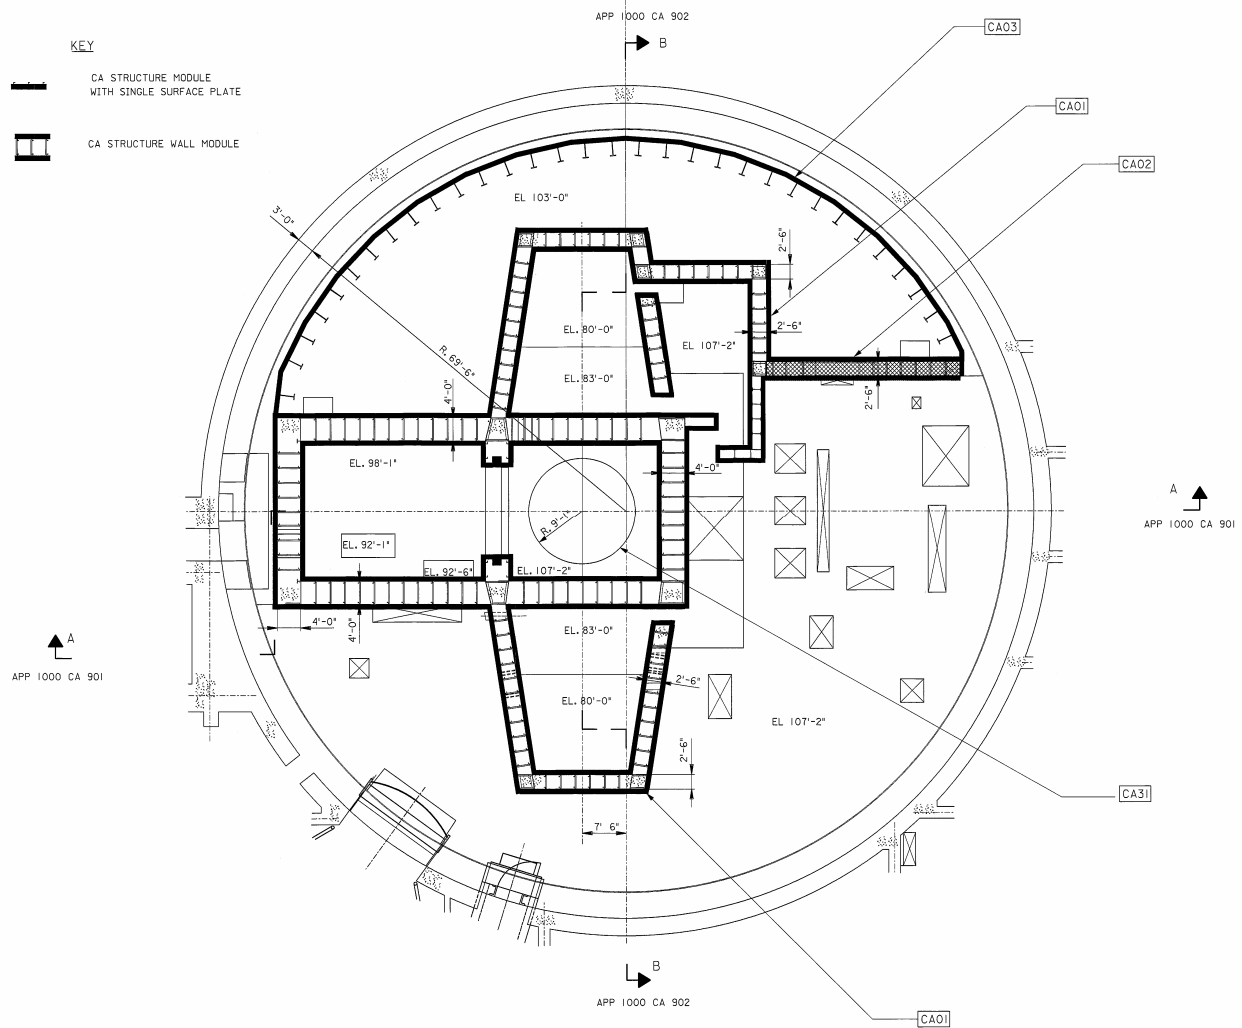 APP 1000 CA 902
B
CA03
KEY
CA STRUCTURE MODULE
WITH SINGLE SURFACE PLATE
CA01
CA STRUCTURE WALL MODULE
CA02
EL 103'-0"
3'-0"
2'-6"
EL. 80'-0"
2'-6"
EL 107'-2"
R. 69'-6"
EL. 83'-0"
4'-0"
2'-6"
EL. 98'-1"
4'-0"
A
APP 1000 CA 901
R. 9'-1"
EL. 92'-1"
EL. 92'-6"
EL. 107'-2"
4'-0"
4'-0"
EL. 83'-0"
A
APP 1000 CA 901
2'-6"
EL. 80'-0"
EL 107'-2"
2'-6"
CA31
7' 6"
B
APP 1000 CA 902
CA01